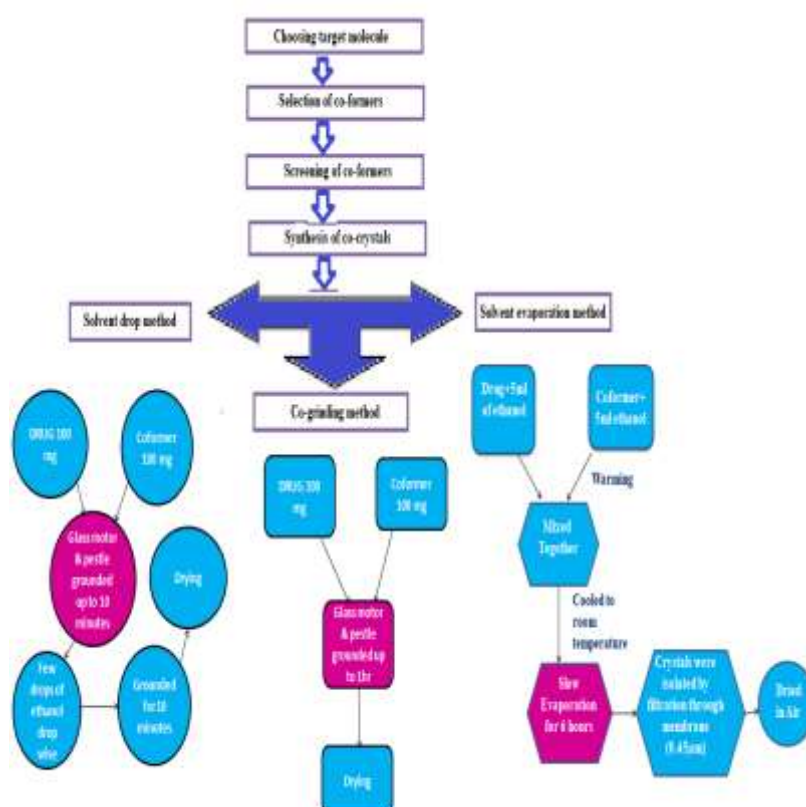 Choosing target molecule
Selection of co-formers
Screening of co-formers
Synthesis of co-crystals
Solvent drop method
Solvent evaporation method
Co-grinding method
DRUG 100
mg
Coformer
100 mg
Glass motor
& pestle
grounded
up to 10
minutes
Drying
Few
drops of
ethanol
drop
wise
Grounded
for 10
minutes
DRUG 100
mg
Coformer
100 mg
Glass motor
& pestle
grounded up
to 1hr
Drying
Drug+5ml
of ethanol
Coformer+
5ml ethanol
Warming
Mixed
Together
Cooled to
room
temperature
Slow
Evaporation
for 6 hours
Crystals were
isolated by
filtration through
(0.45µm)
Dried
in Air